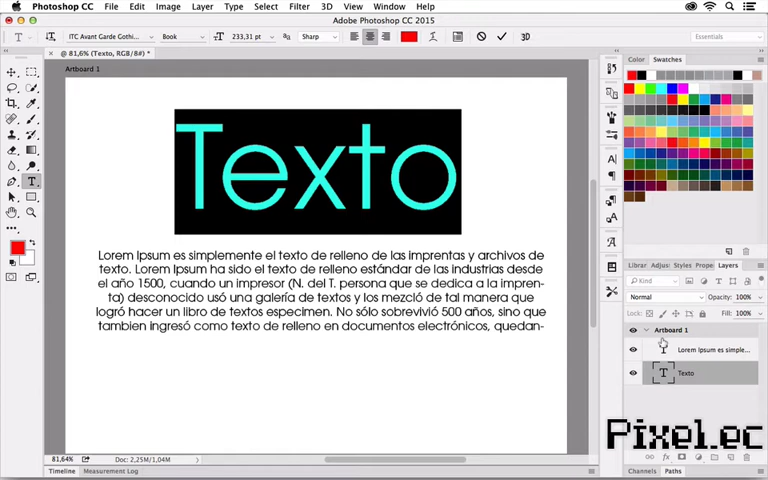 Photoshop CC File Edit Image Layer Type Select Filter 3D View Window Help
Adobe Photoshop CC 2015
ITC Avant Garde Gothi... Book 233,31 pt Sharp 3D Essentials
@ 81,6% (Texto, RGB/8#) *
Artboard 1
Texto
Lorem Ipsum es simplemente el texto de relleno de las imprentas y archivos de
texto. Lorem Ipsum ha sido el texto de relleno estándar de las industrias desde
el año 1500, cuando un impresor (N. del T. persona que se dedica a la impren-
ta) desconocido usó una galería de textos y los mezcló de tal manera que
logró hacer un libro de textos especimen. No sólo sobrevivió 500 años, sino que
tambien ingresó como texto de relleno en documentos electrónicos, quedan-
81,64% Doc: 2,25M/1,04M
Timeline Measurement Log
Color Swatches
Librar Adjus Styles Prope Layers
Kind
Normal Opacity: 100%
Lock: Fill: 100%
Artboard 1
Lorem Ipsum es simple...
Texto
Pixel.ec
Channels Paths